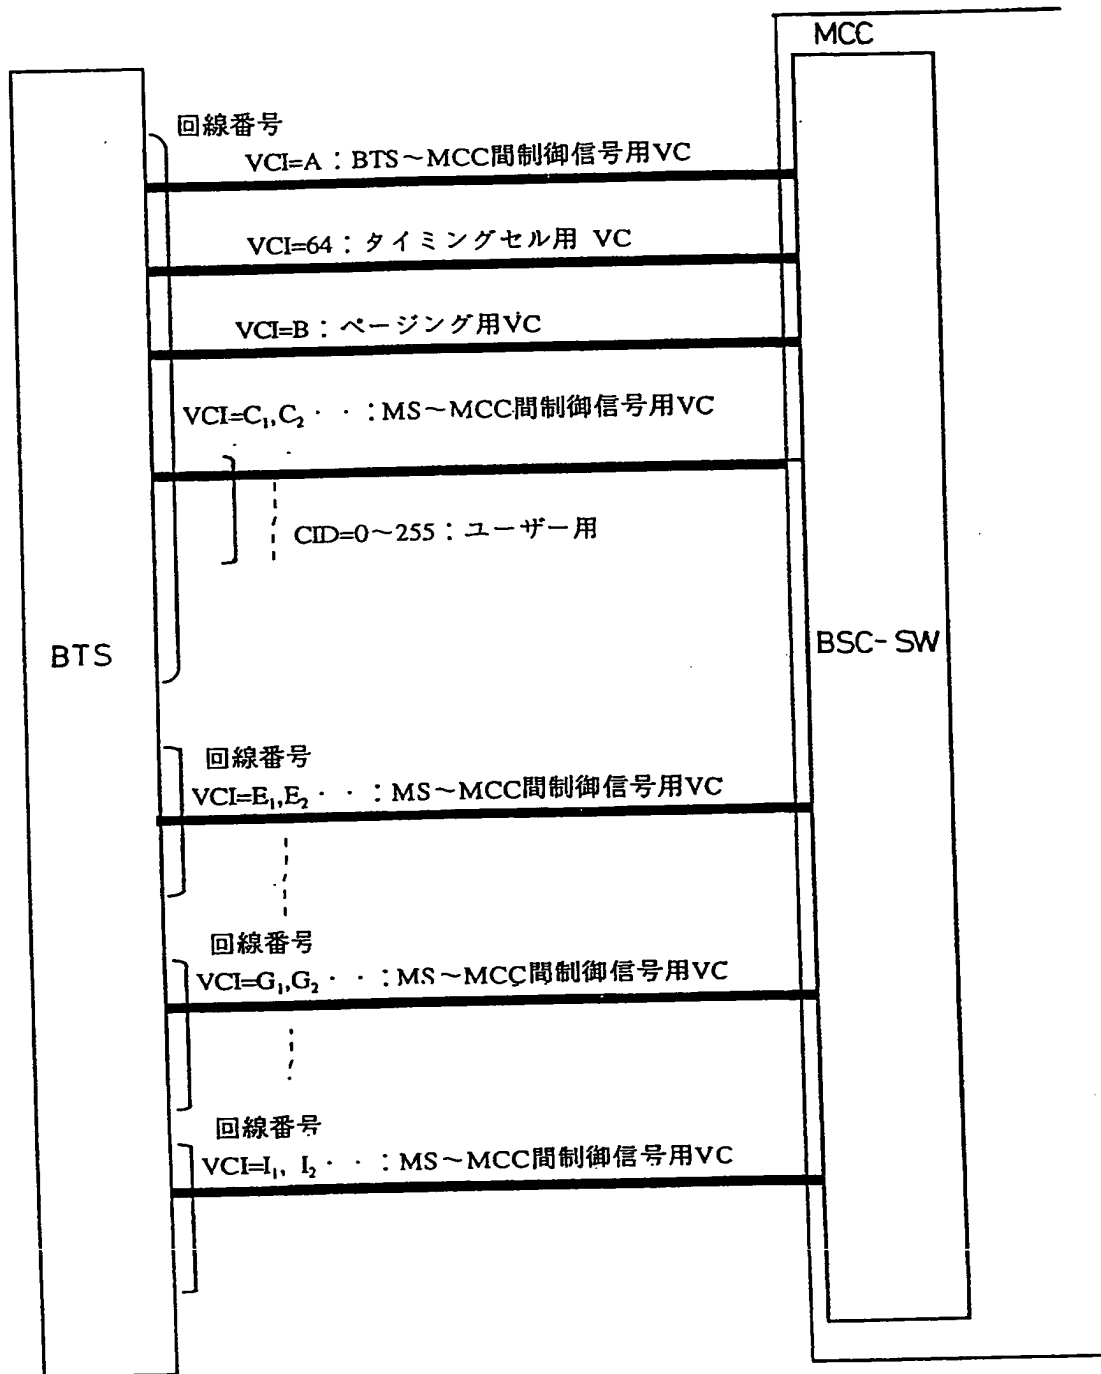 MCC
回線番号
VCI=A：BTS～MCC間制御信号用VC
VCI=64：タイミングセル用 VC
VCI=B：ページング用VC
VCI=C₁,C₂・・:MS～MCC間制御信号用VC
CID=0～255：ユーザー用
BTS
BSC-SW
回線番号
VCI=E₁,E₂・・:MS～MCC間制御信号用VC
回線番号
VCI=G₁,G₂・・:MS～MCC間制御信号用VC
回線番号
VCI=I₁, I₂・・:MS～MCC間制御信号用VC